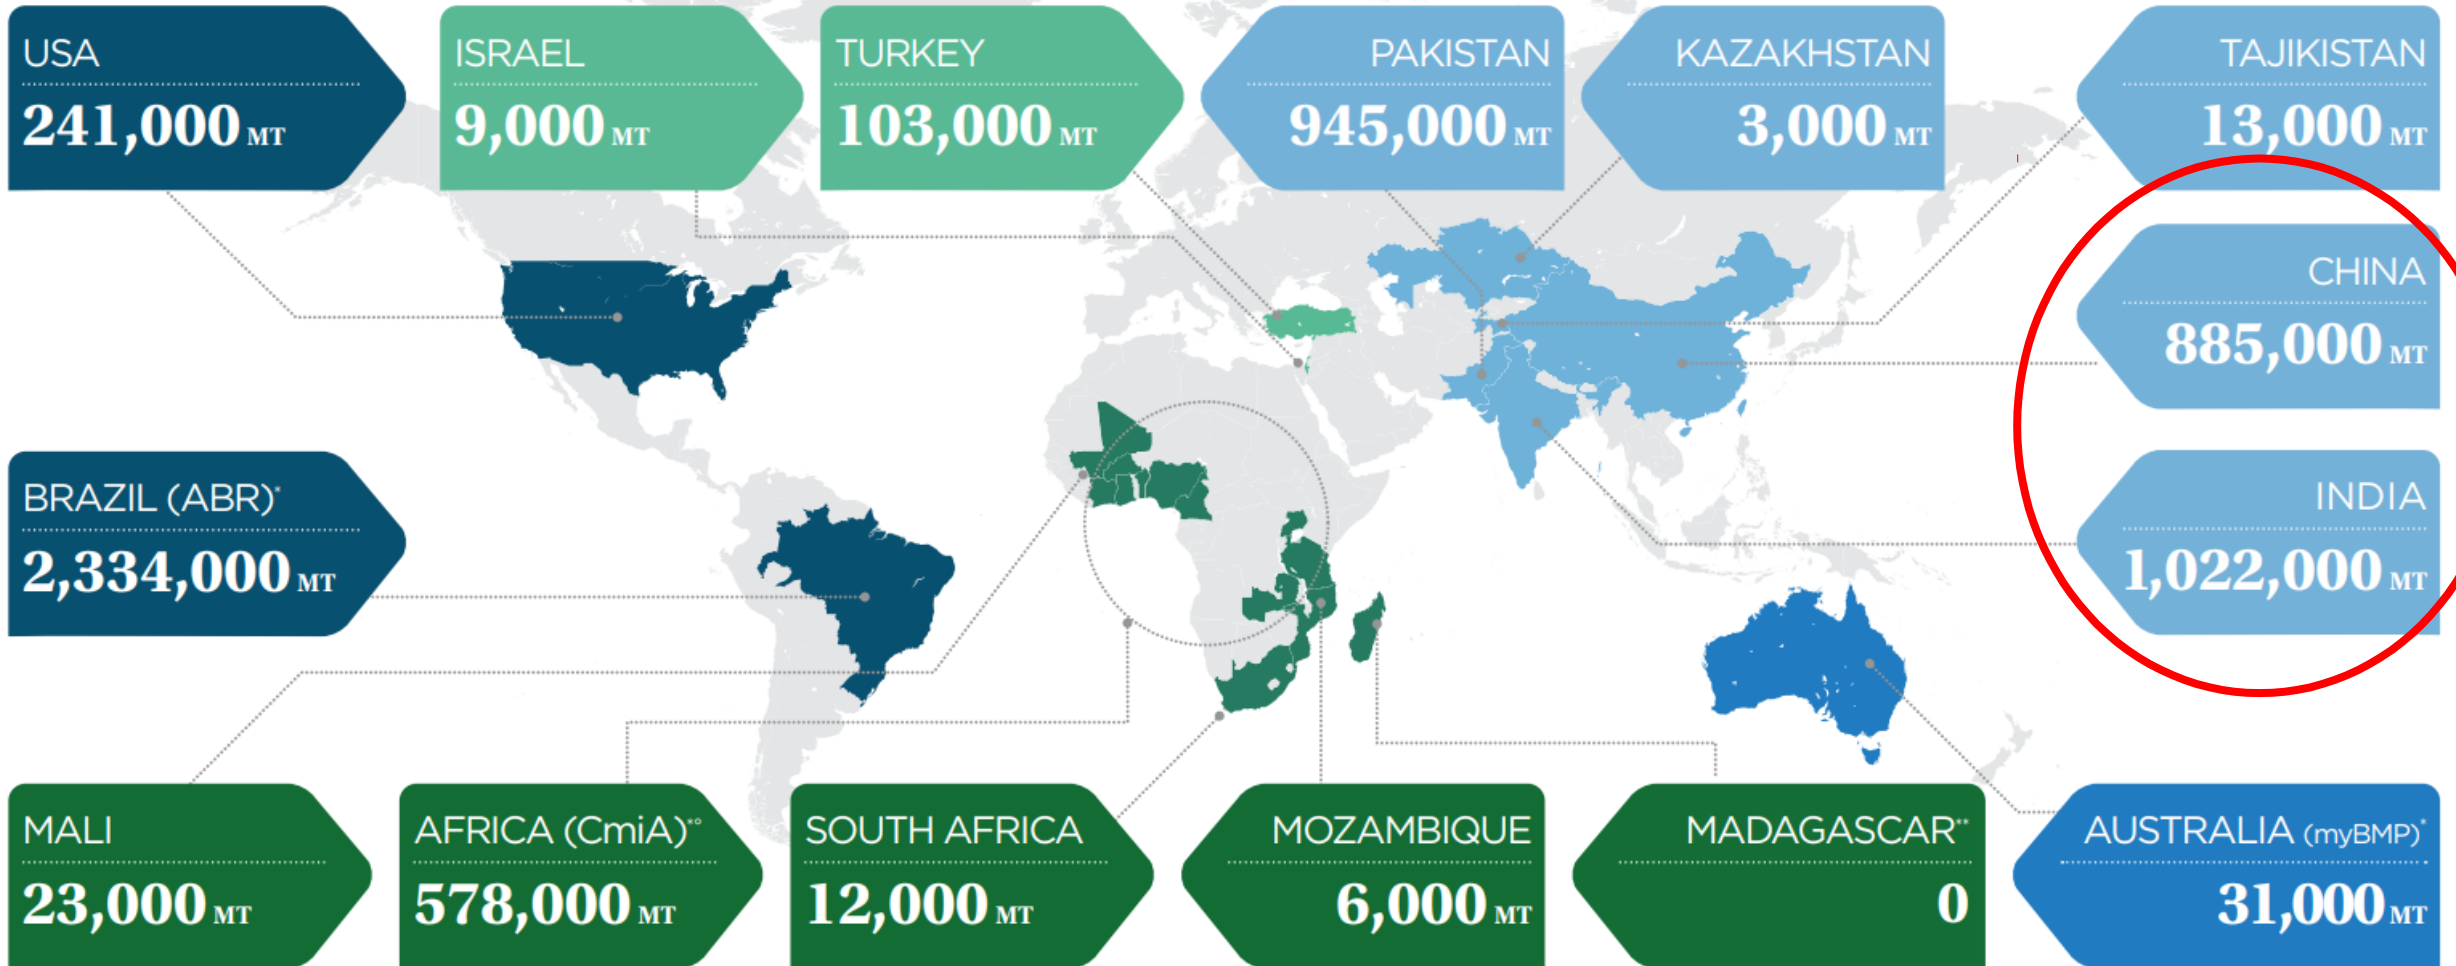 USA
241,000 MT
ISRAEL
9,000 MT
TURKEY
103,000 MT
PAKISTAN
945,000 MT
KAZAKHSTAN
3,000 MT
TAJIKISTAN
13,000 MT
CHINA
885,000 MT
BRAZIL (ABR)*
2,334,000 MT
INDIA
1,022,000 MT
MALI
23,000 MT
AFRICA (CmiA)*°
578,000 MT
SOUTH AFRICA
12,000 MT
MOZAMBIQUE
6,000 MT
MADAGASCAR**
0
AUSTRALIA (myBMP)*
31,000 MT